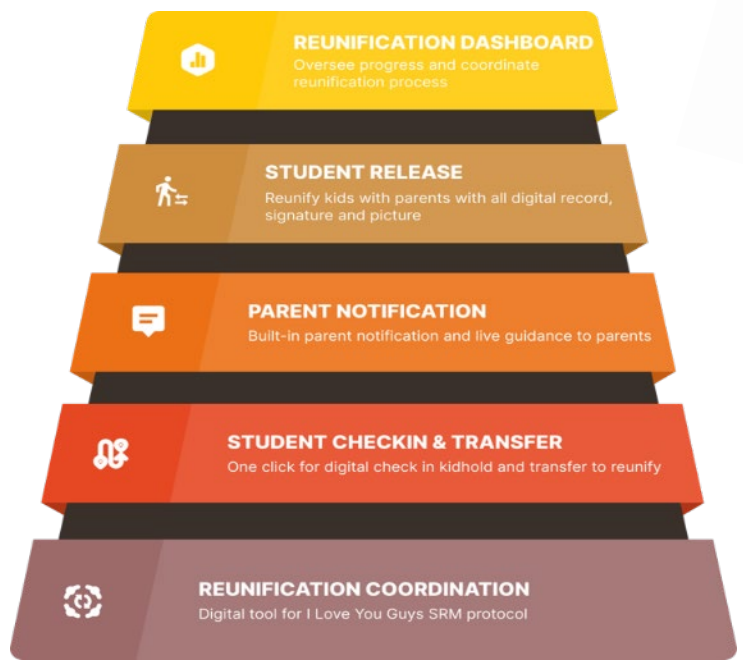 REUNIFICATION DASHBOARD
Oversee progress and coordinate
reunification process
STUDENT RELEASE
Reunify kids with parents with all digital record,
signature and picture
PARENT NOTIFICATION
Built-in parent notification and live guidance to parents
STUDENT CHECKIN & TRANSFER
One click for digital check in kidhold and transfer to reunify
REUNIFICATION COORDINATION
Digital tool for I Love You Guys SRM protocol